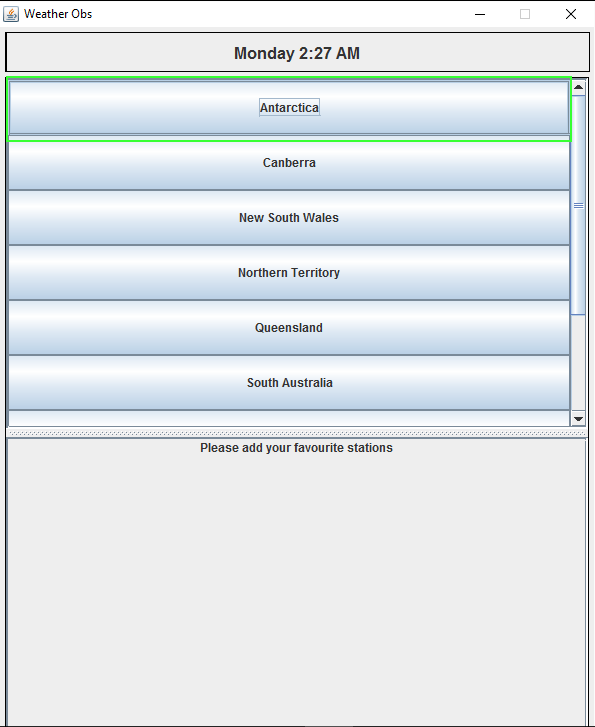 Weather Obs
Monday 2:27 AM
Antarctica
Canberra
New South Wales
Northern Territory
Queensland
South Australia
Please add your favourite stations